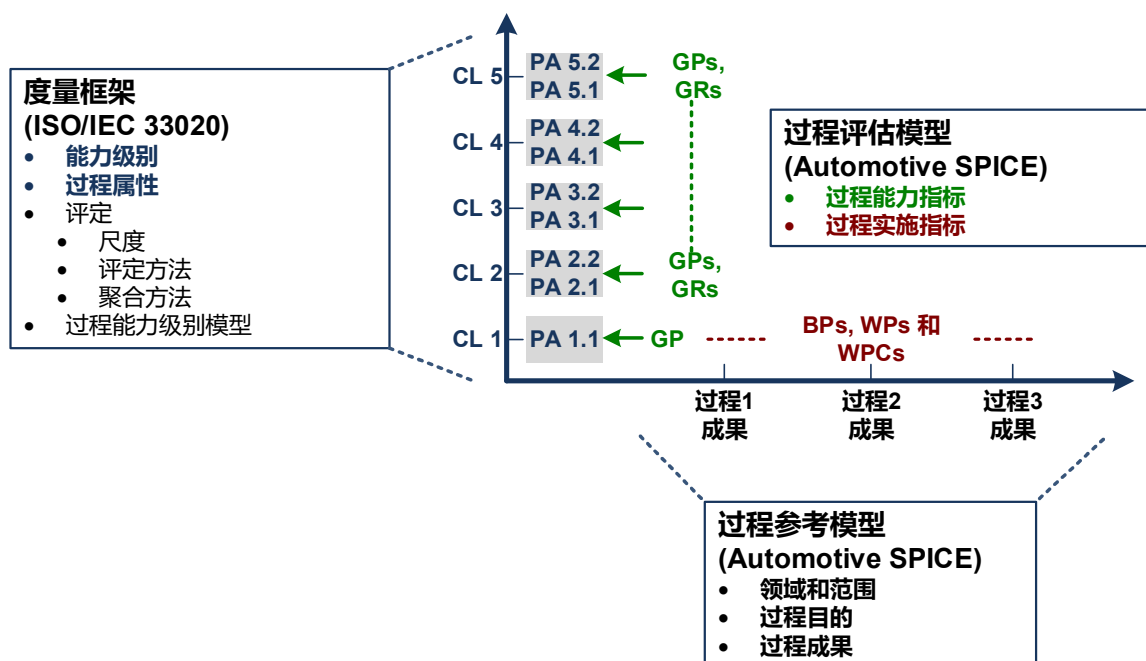 度量框架
(ISO/IEC 33020)
• 能力级别
• 过程属性
• 评定
• 尺度
• 评定方法
• 聚合方法
• 过程能力级别模型
CL 5
PA 5.2
PA 5.1
GPs,
GRs
CL 4
PA 4.2
PA 4.1
CL 3
PA 3.2
PA 3.1
CL 2
PA 2.2
PA 2.1
GPs,
GRs
CL 1
PA 1.1
GP
BPs, WPs 和
WPCs
过程1
成果
过程2
成果
过程3
成果
过程评估模型
(Automotive SPICE)
• 过程能力指标
• 过程实施指标
过程参考模型
(Automotive SPICE)
• 领域和范围
• 过程目的
• 过程成果